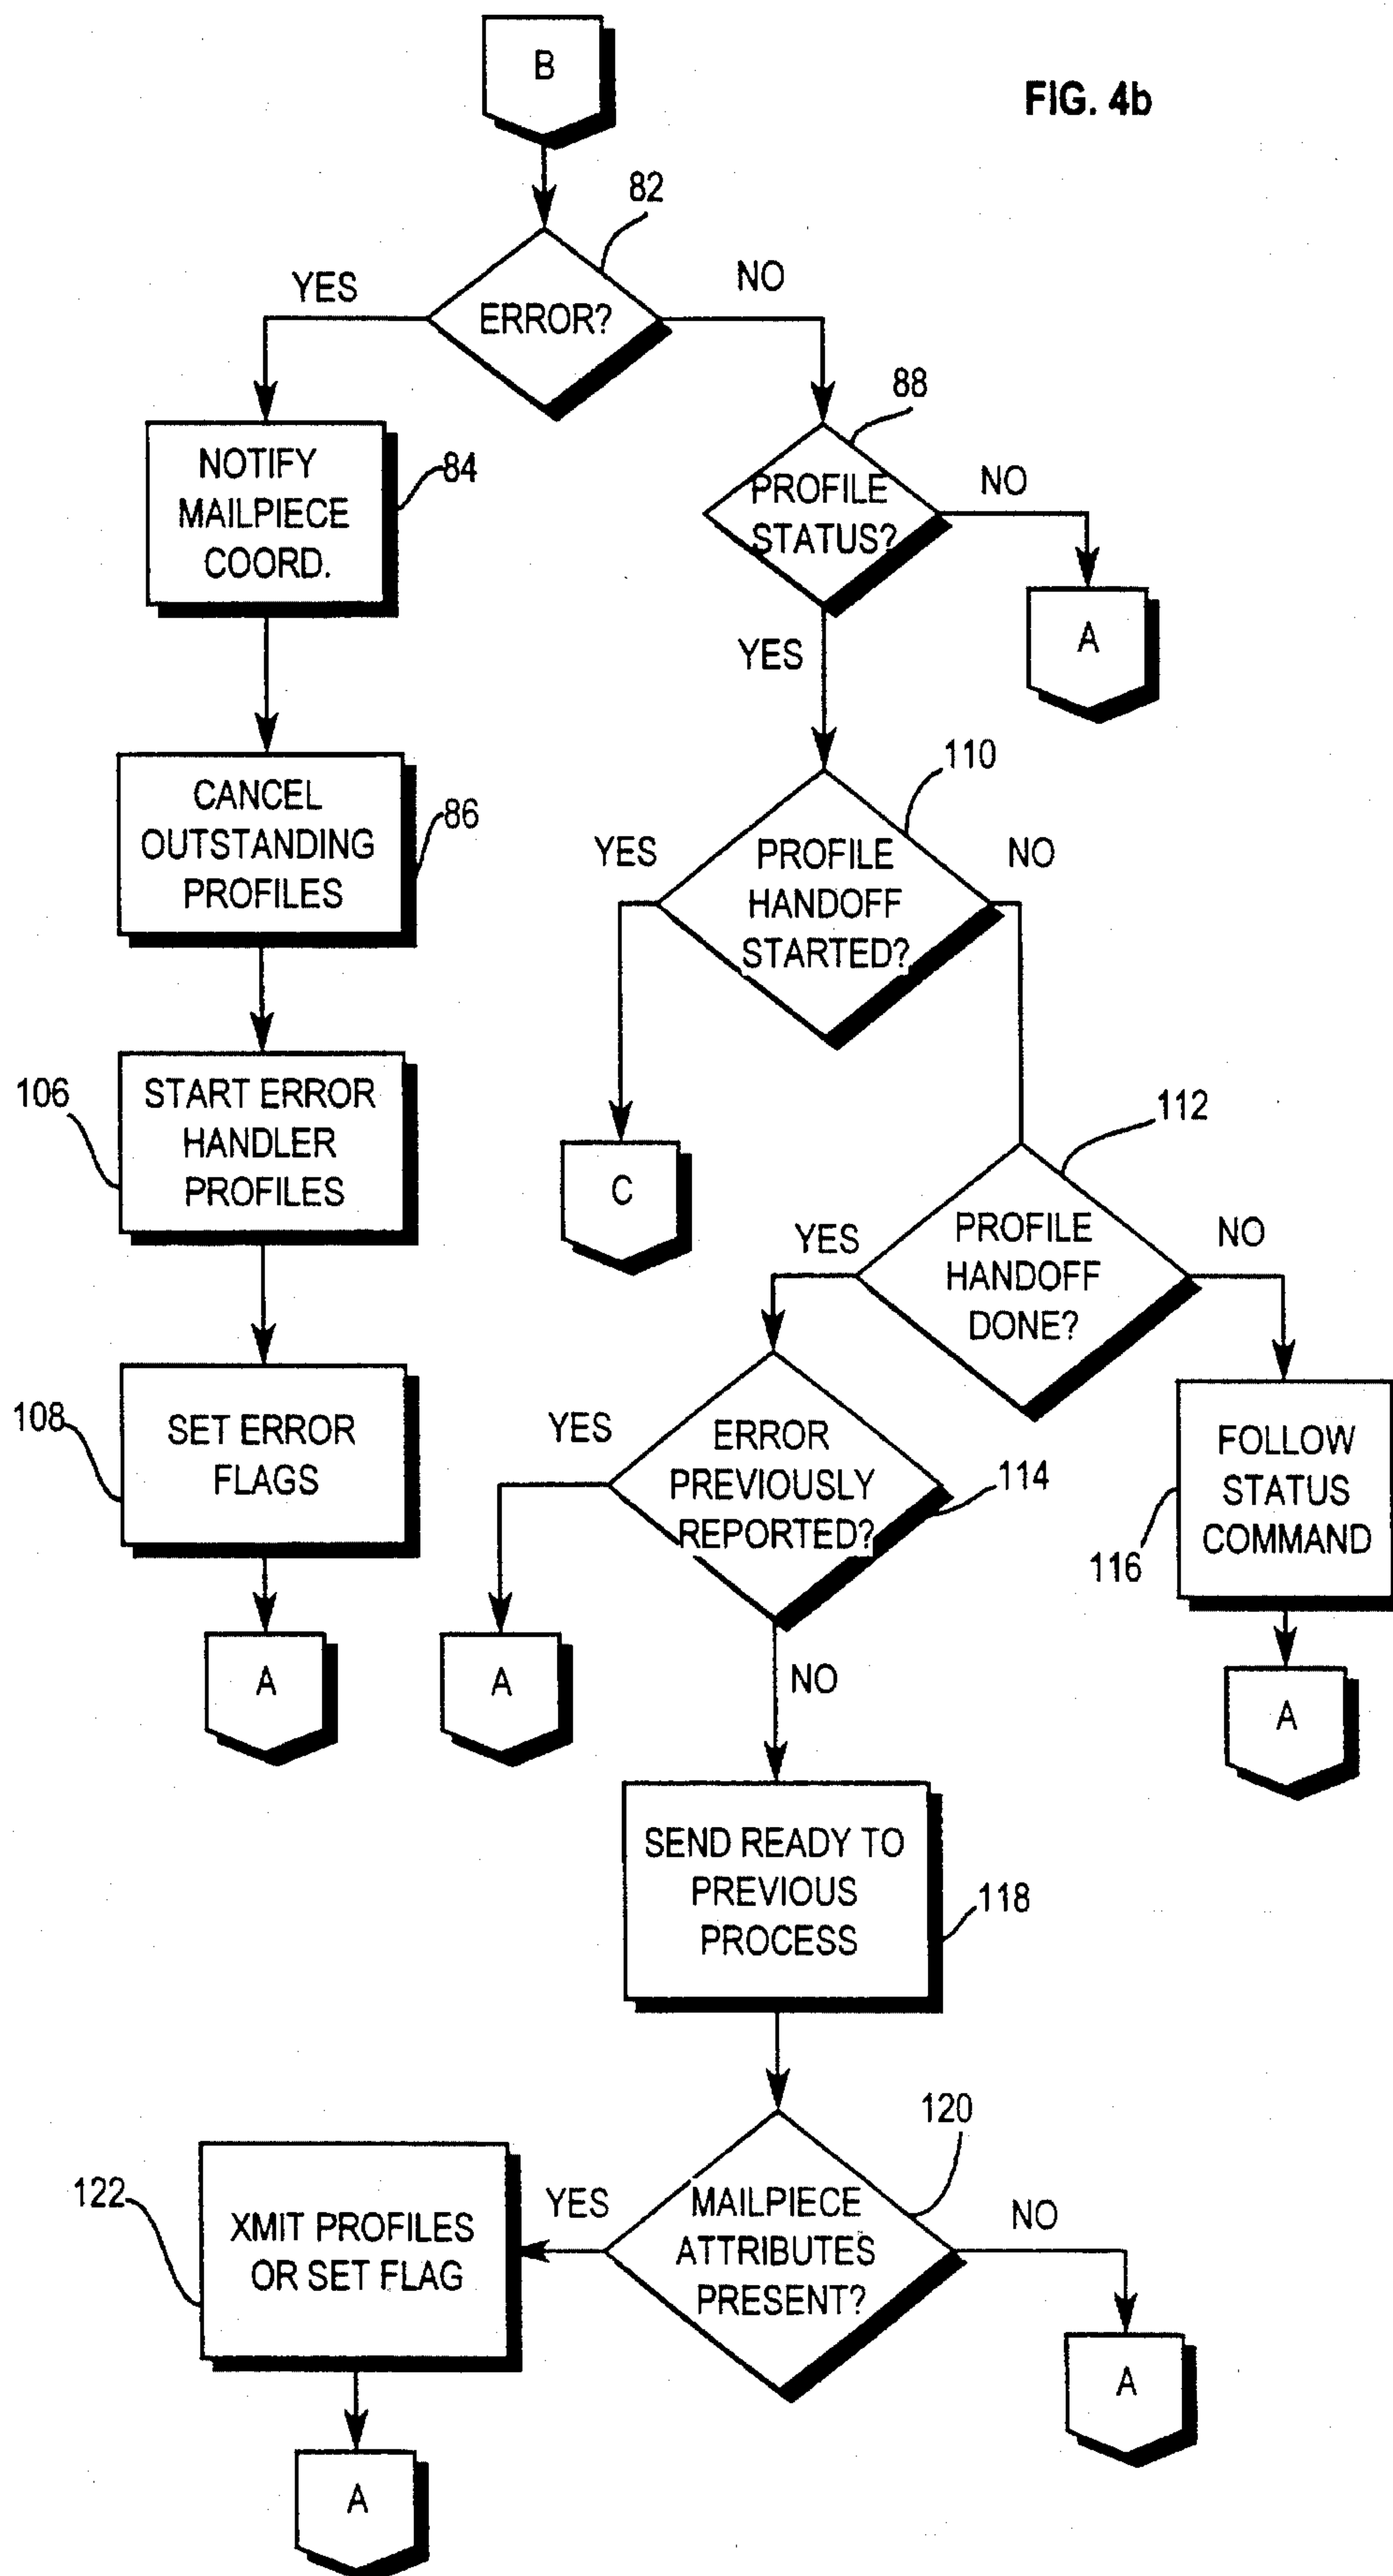 B
FIG. 4b
82
YES
NO
ERROR?
88
NOTIFY
MAILPIECE
COORD.
84
PROFILE
STATUS?
NO
A
YES
CANCEL
OUTSTANDING
PROFILES
86
110
YES
PROFILE
HANDOFF
STARTED?
NO
106
START ERROR
HANDLER
PROFILES
C
112
YES
PROFILE
HANDOFF
DONE?
NO
108
SET ERROR
FLAGS
YES
ERROR
PREVIOUSLY
REPORTED?
114
FOLLOW
STATUS
COMMAND
116
A
A
NO
A
SEND READY TO
PREVIOUS
PROCESS
118
120
122
XMIT PROFILES
OR SET FLAG
YES
MAILPIECE
ATTRIBUTES
PRESENT?
NO
A
A